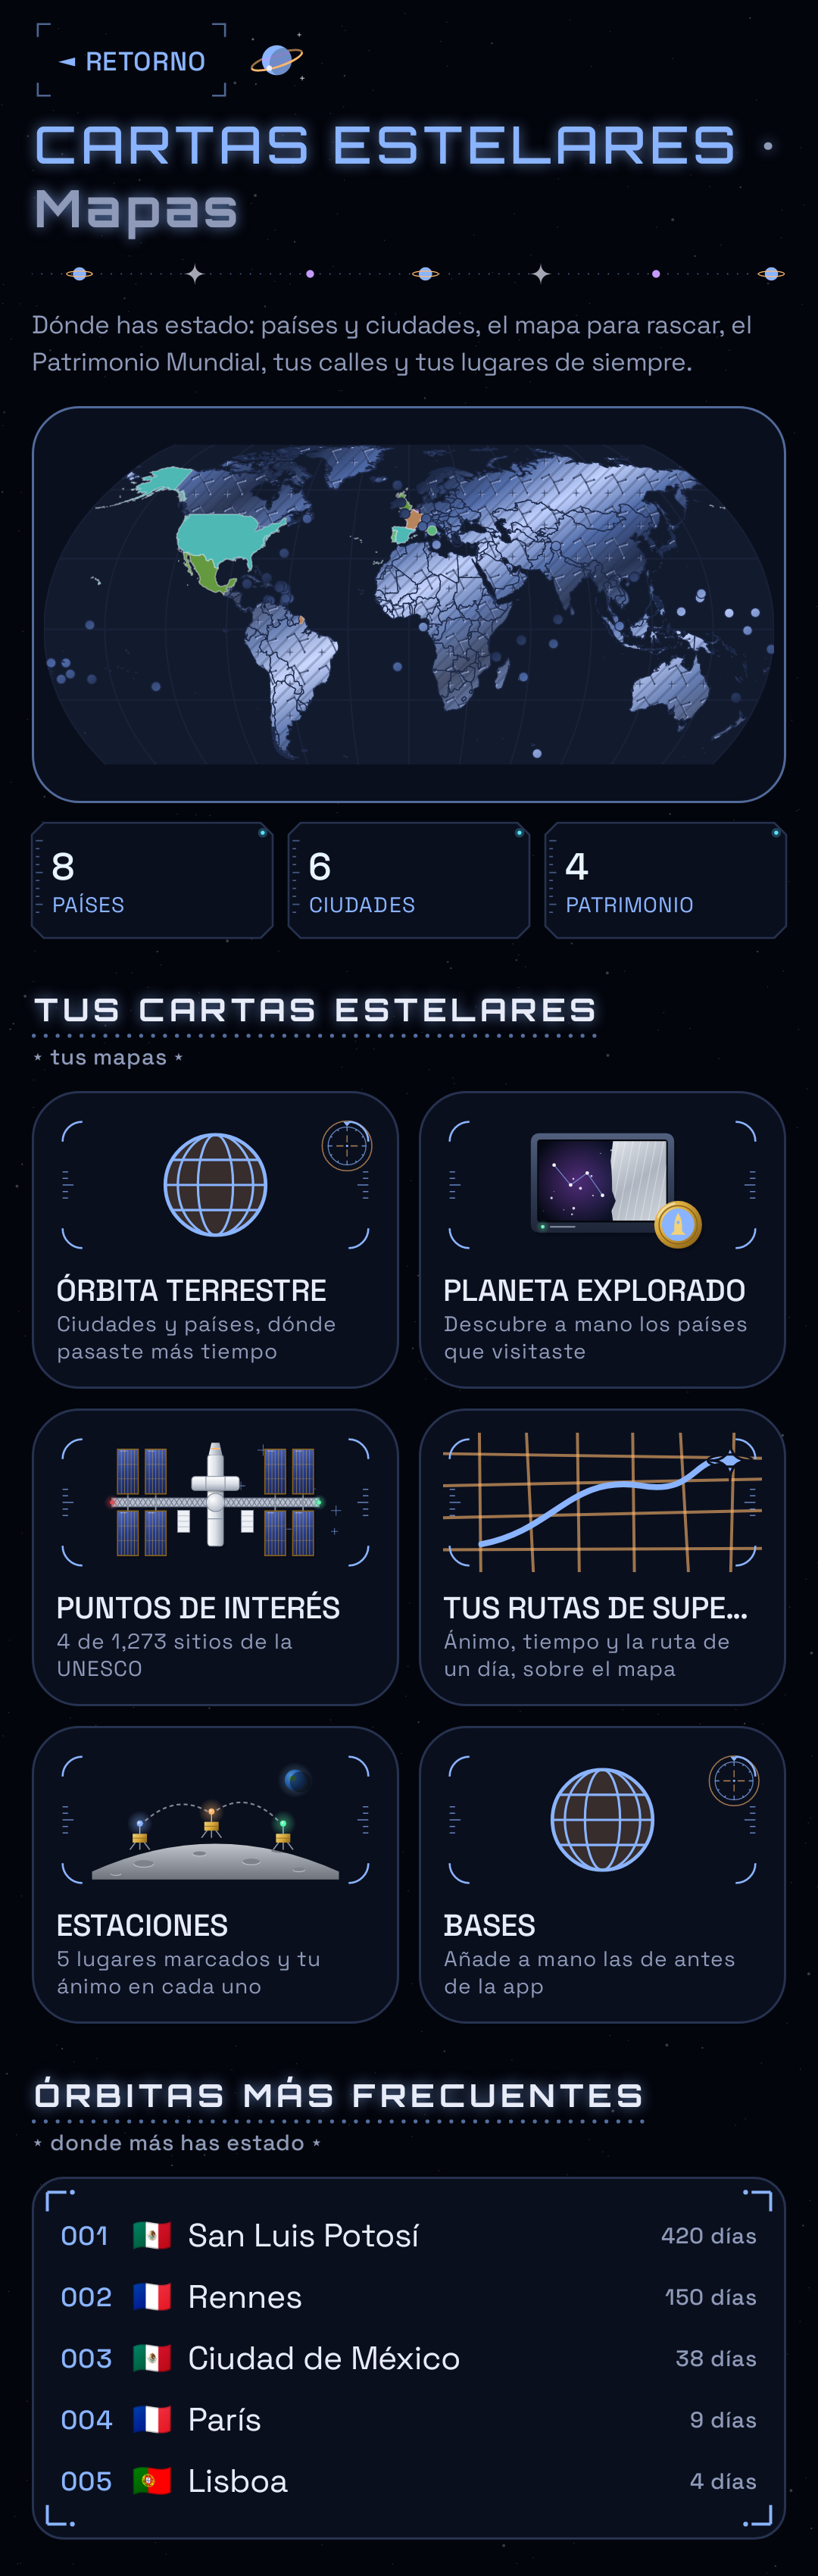 ◄ RETORNO
CARTAS ESTELARES ·
Mapas
Dónde has estado: países y ciudades, el mapa para rascar, el
Patrimonio Mundial, tus calles y tus lugares de siempre.
8
PAÍSES
6
CIUDADES
4
PATRIMONIO
TUS CARTAS ESTELARES
⋆ tus mapas ⋆
ÓRBITA TERRESTRE
Ciudades y países, dónde
pasaste más tiempo
PLANETA EXPLORADO
Descubre a mano los países
que visitaste
PUNTOS DE INTERÉS
4 de 1,273 sitios de la
UNESCO
TUS RUTAS DE SUPE...
Ánimo, tiempo y la ruta de
un día, sobre el mapa
ESTACIONES
5 lugares marcados y tu
ánimo en cada uno
BASES
Añade a mano las de antes
de la app
ÓRBITAS MÁS FRECUENTES
⋆ donde más has estado ⋆
001 San Luis Potosí 420 días
002 Rennes 150 días
003 Ciudad de México 38 días
004 París 9 días
005 Lisboa 4 días